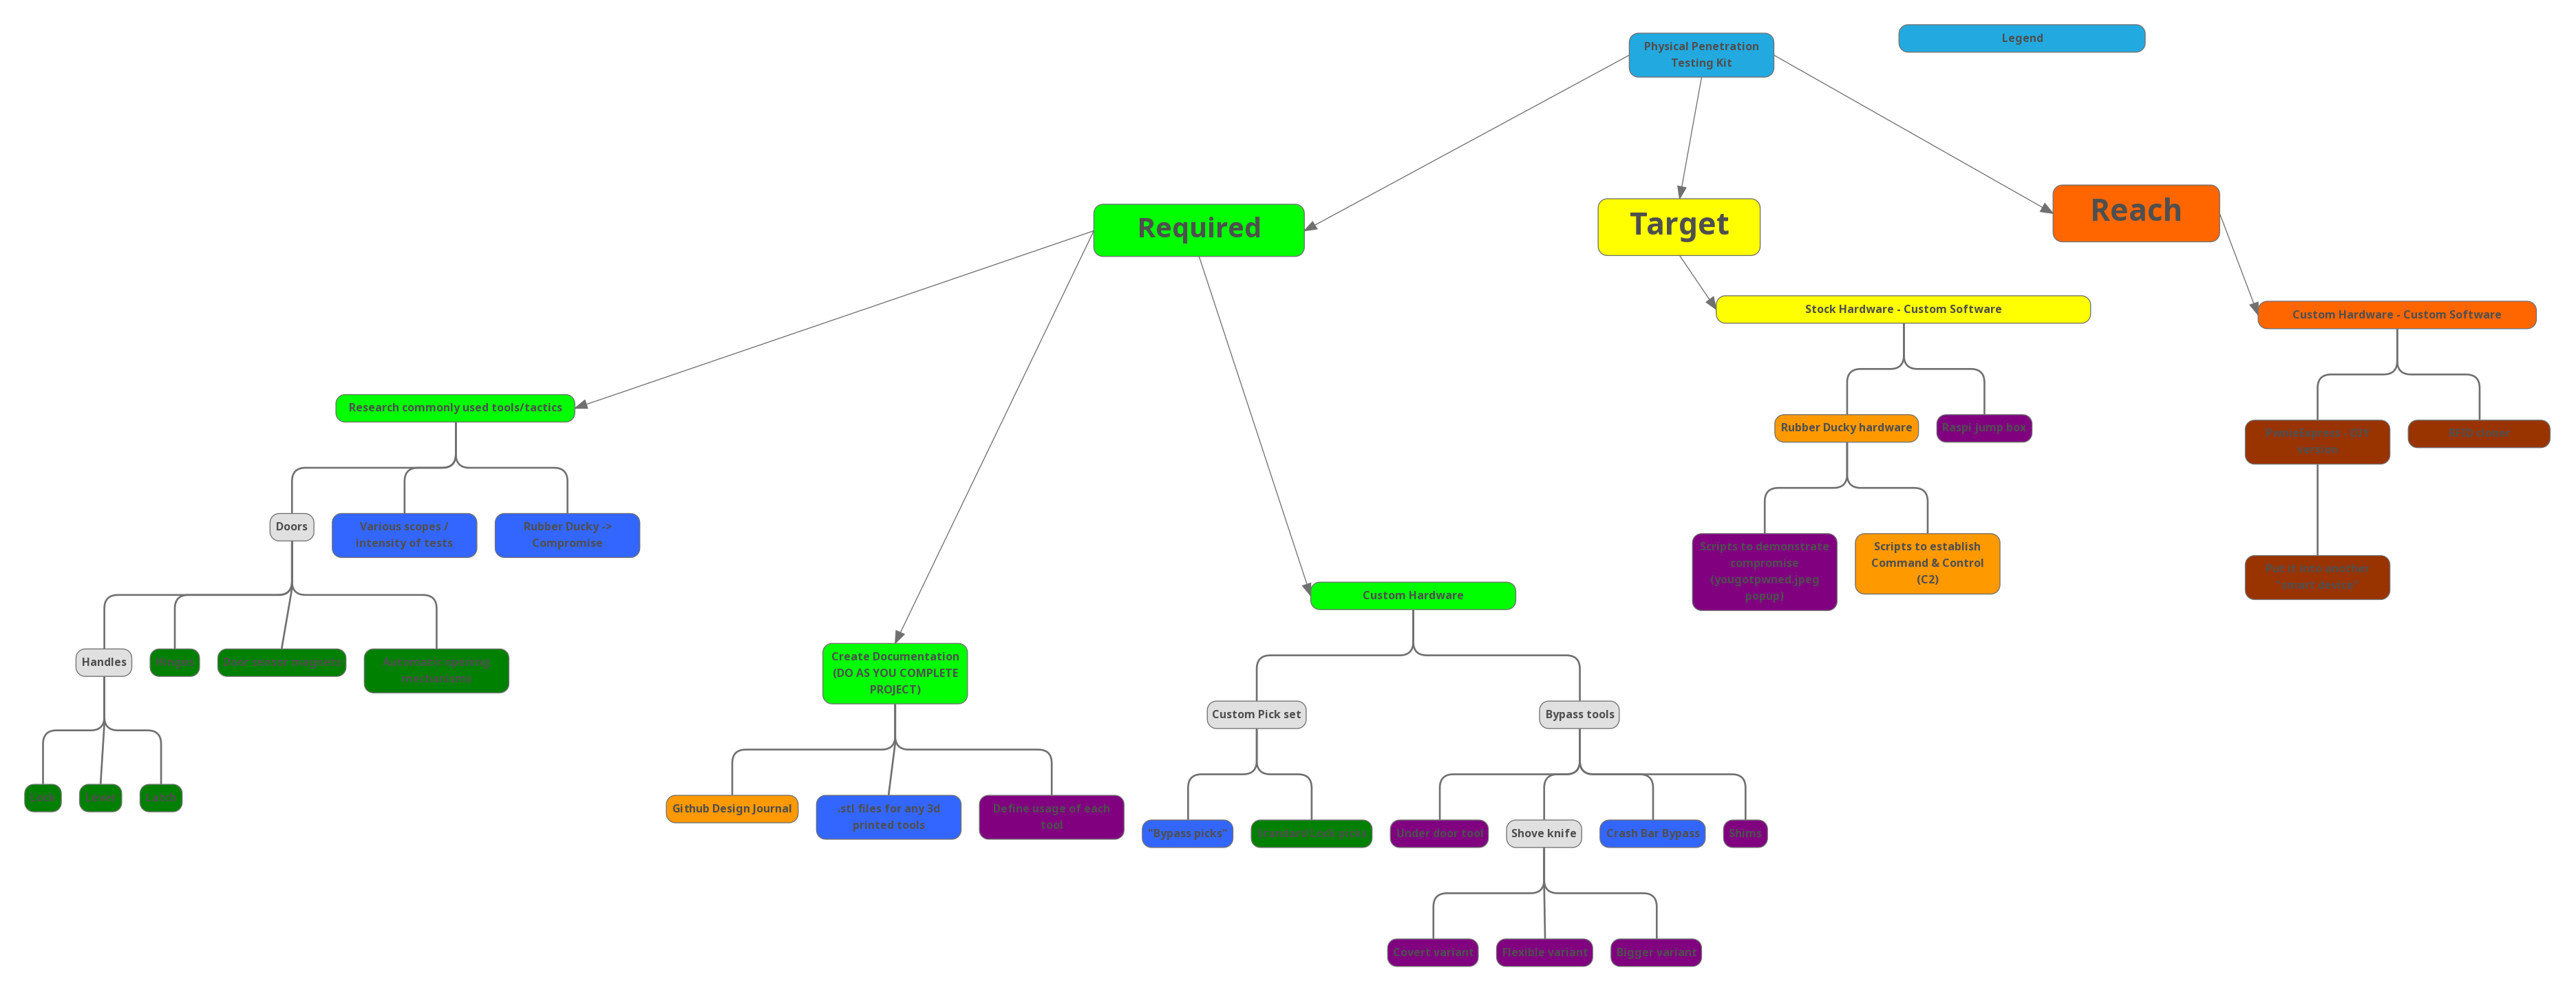 Physical Penetration
Testing Kit
Legend
Required
Target
Reach
Stock Hardware - Custom Software
Custom Hardware - Custom Software
Research commonly used tools/tactics
Rubber Ducky hardware
Raspi jump box
Doors
Various scopes /
intensity of tests
Rubber Ducky ->
Compromise
Scripts to demonstrate
compromise
(yougotpwned.jpeg
popup)
Scripts to establish
Command & Control
(C2)
Custom Hardware
Create Documentation
(DO AS YOU COMPLETE
PROJECT)
Handles
Hinges
Door access magnets
Automatic opening
mechanisms
Custom Pick set
Bypass tools
Lock
Lever
Latch
Github Design Journal
.stl files for any 3d
printed tools
Define usage of each
tool
"Bypass picks"
Standard Lock picks
Under door tool
Shove knife
Crash Bar Bypass
Shims
Covert variant
Flexible variant
Bigger variant